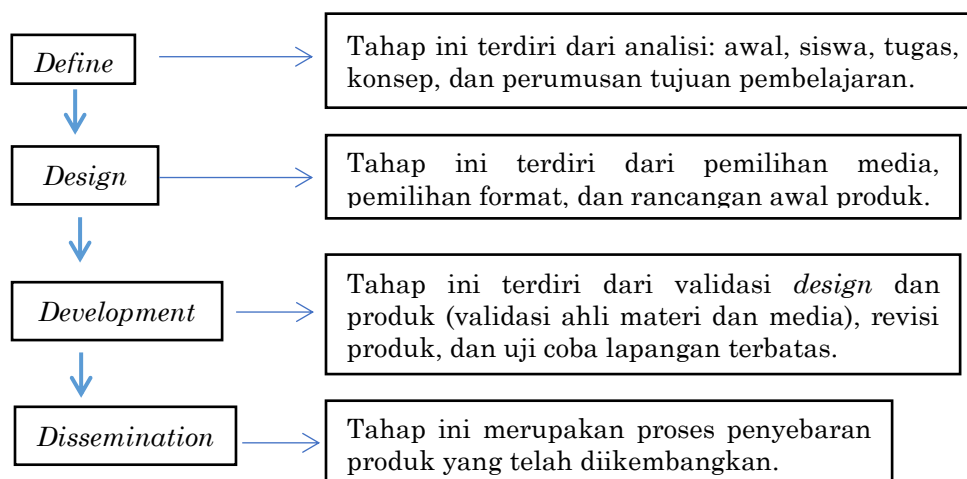 Define
Tahap ini terdiri dari analisi: awal, siswa, tugas,
konsep, dan perumusan tujuan pembelajaran.
Design
Tahap ini terdiri dari pemilihan media,
pemilihan format, dan rancangan awal produk.
Development
Tahap ini terdiri dari validasi design dan
produk (validasi ahli materi dan media), revisi
produk, dan uji coba lapangan terbatas.
Dissemination
Tahap ini merupakan proses penyebaran
produk yang telah diikembangkan.